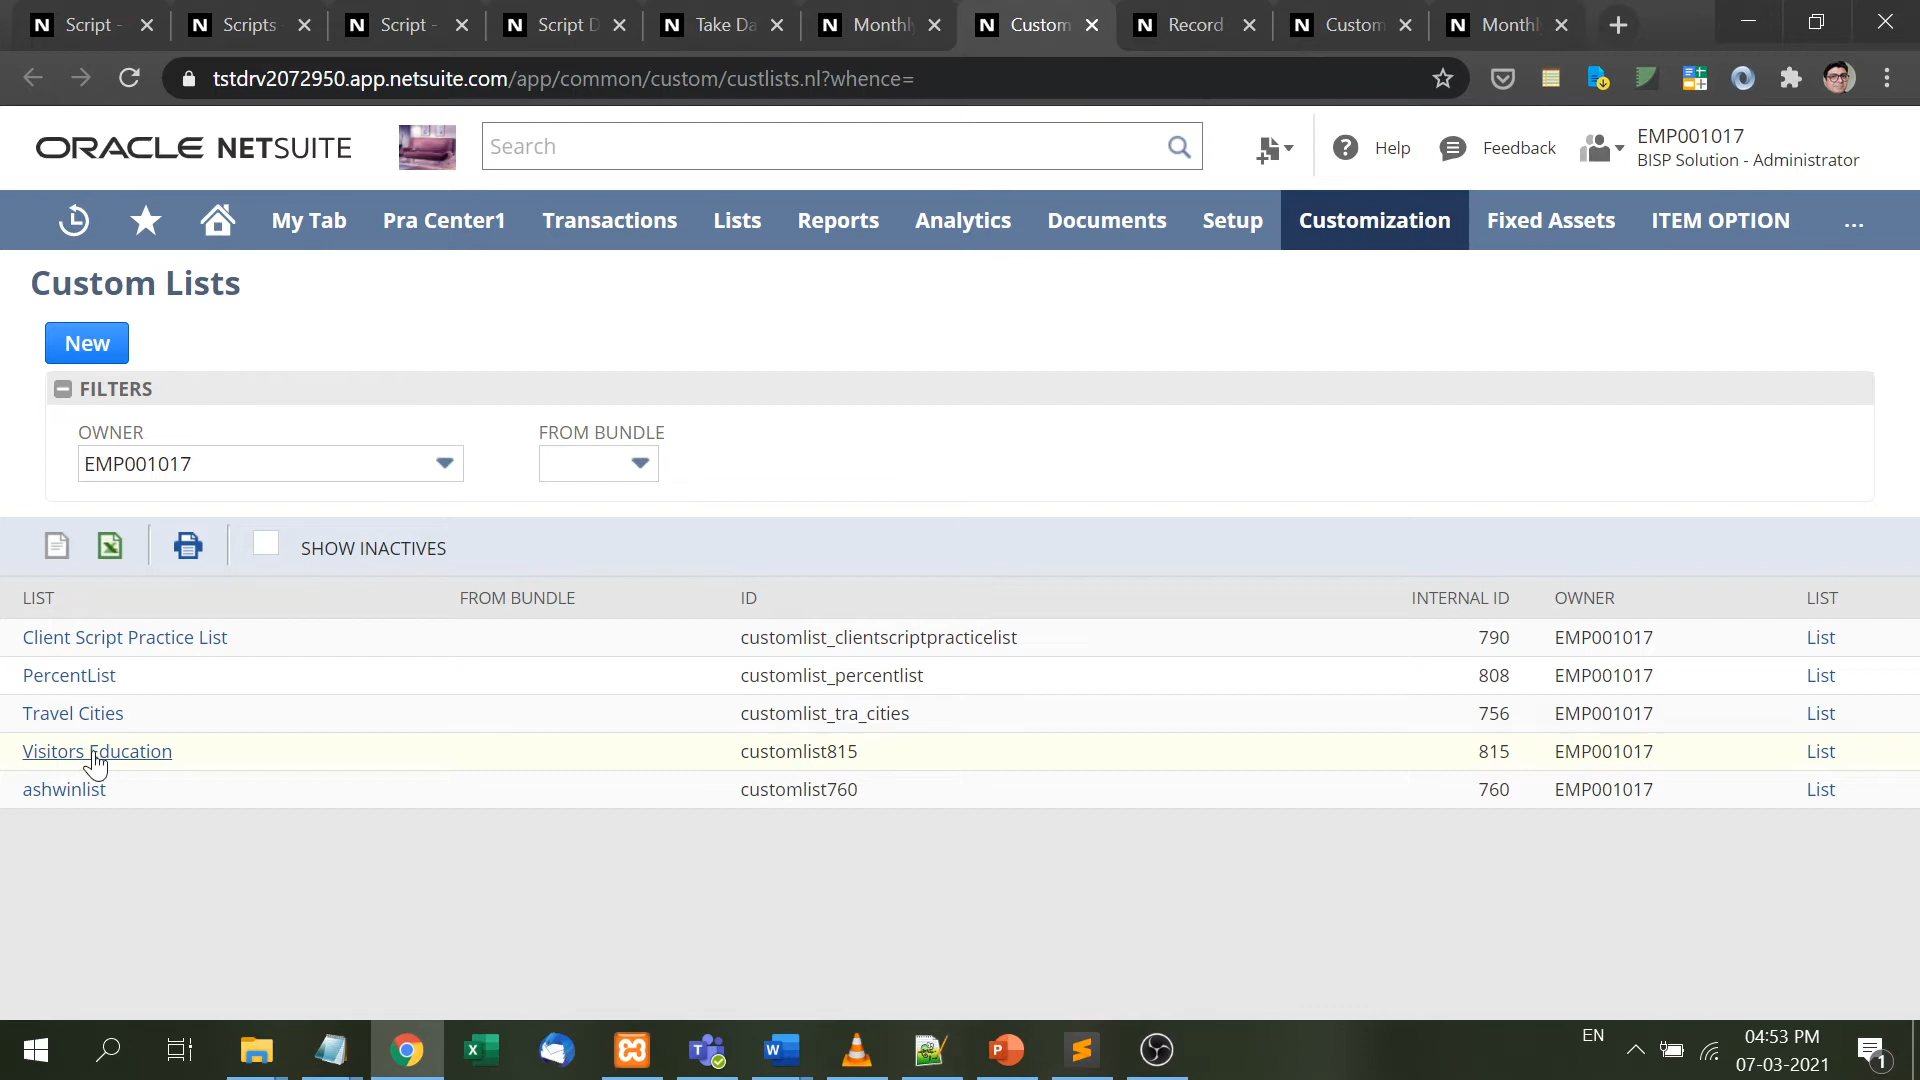 Script - Scripts Script - Script D Take Da Monthly Custom Record Custom Monthly
tstdrv2072950.app.netsuite.com/app/common/custom/custlists.nl?whence=
ORACLE NETSUITE Search Help Feedback EMP001017
BISP Solution - Administrator
My Tab Pra Center1 Transactions Lists Reports Analytics Documents Setup Customization Fixed Assets ITEM OPTION ...
Custom Lists
New
FILTERS
OWNER FROM BUNDLE
EMP001017
SHOW INACTIVES
LIST FROM BUNDLE ID INTERNAL ID OWNER LIST
Client Script Practice List customlist_clientscriptpracticelist 790 EMP001017 List
PercentList customlist_percentlist 808 EMP001017 List
Travel Cities customlist_tra_cities 756 EMP001017 List
Visitors Education customlist815 815 EMP001017 List
ashwinlist customlist760 760 EMP001017 List
EN 04:53 PM
07-03-2021 1